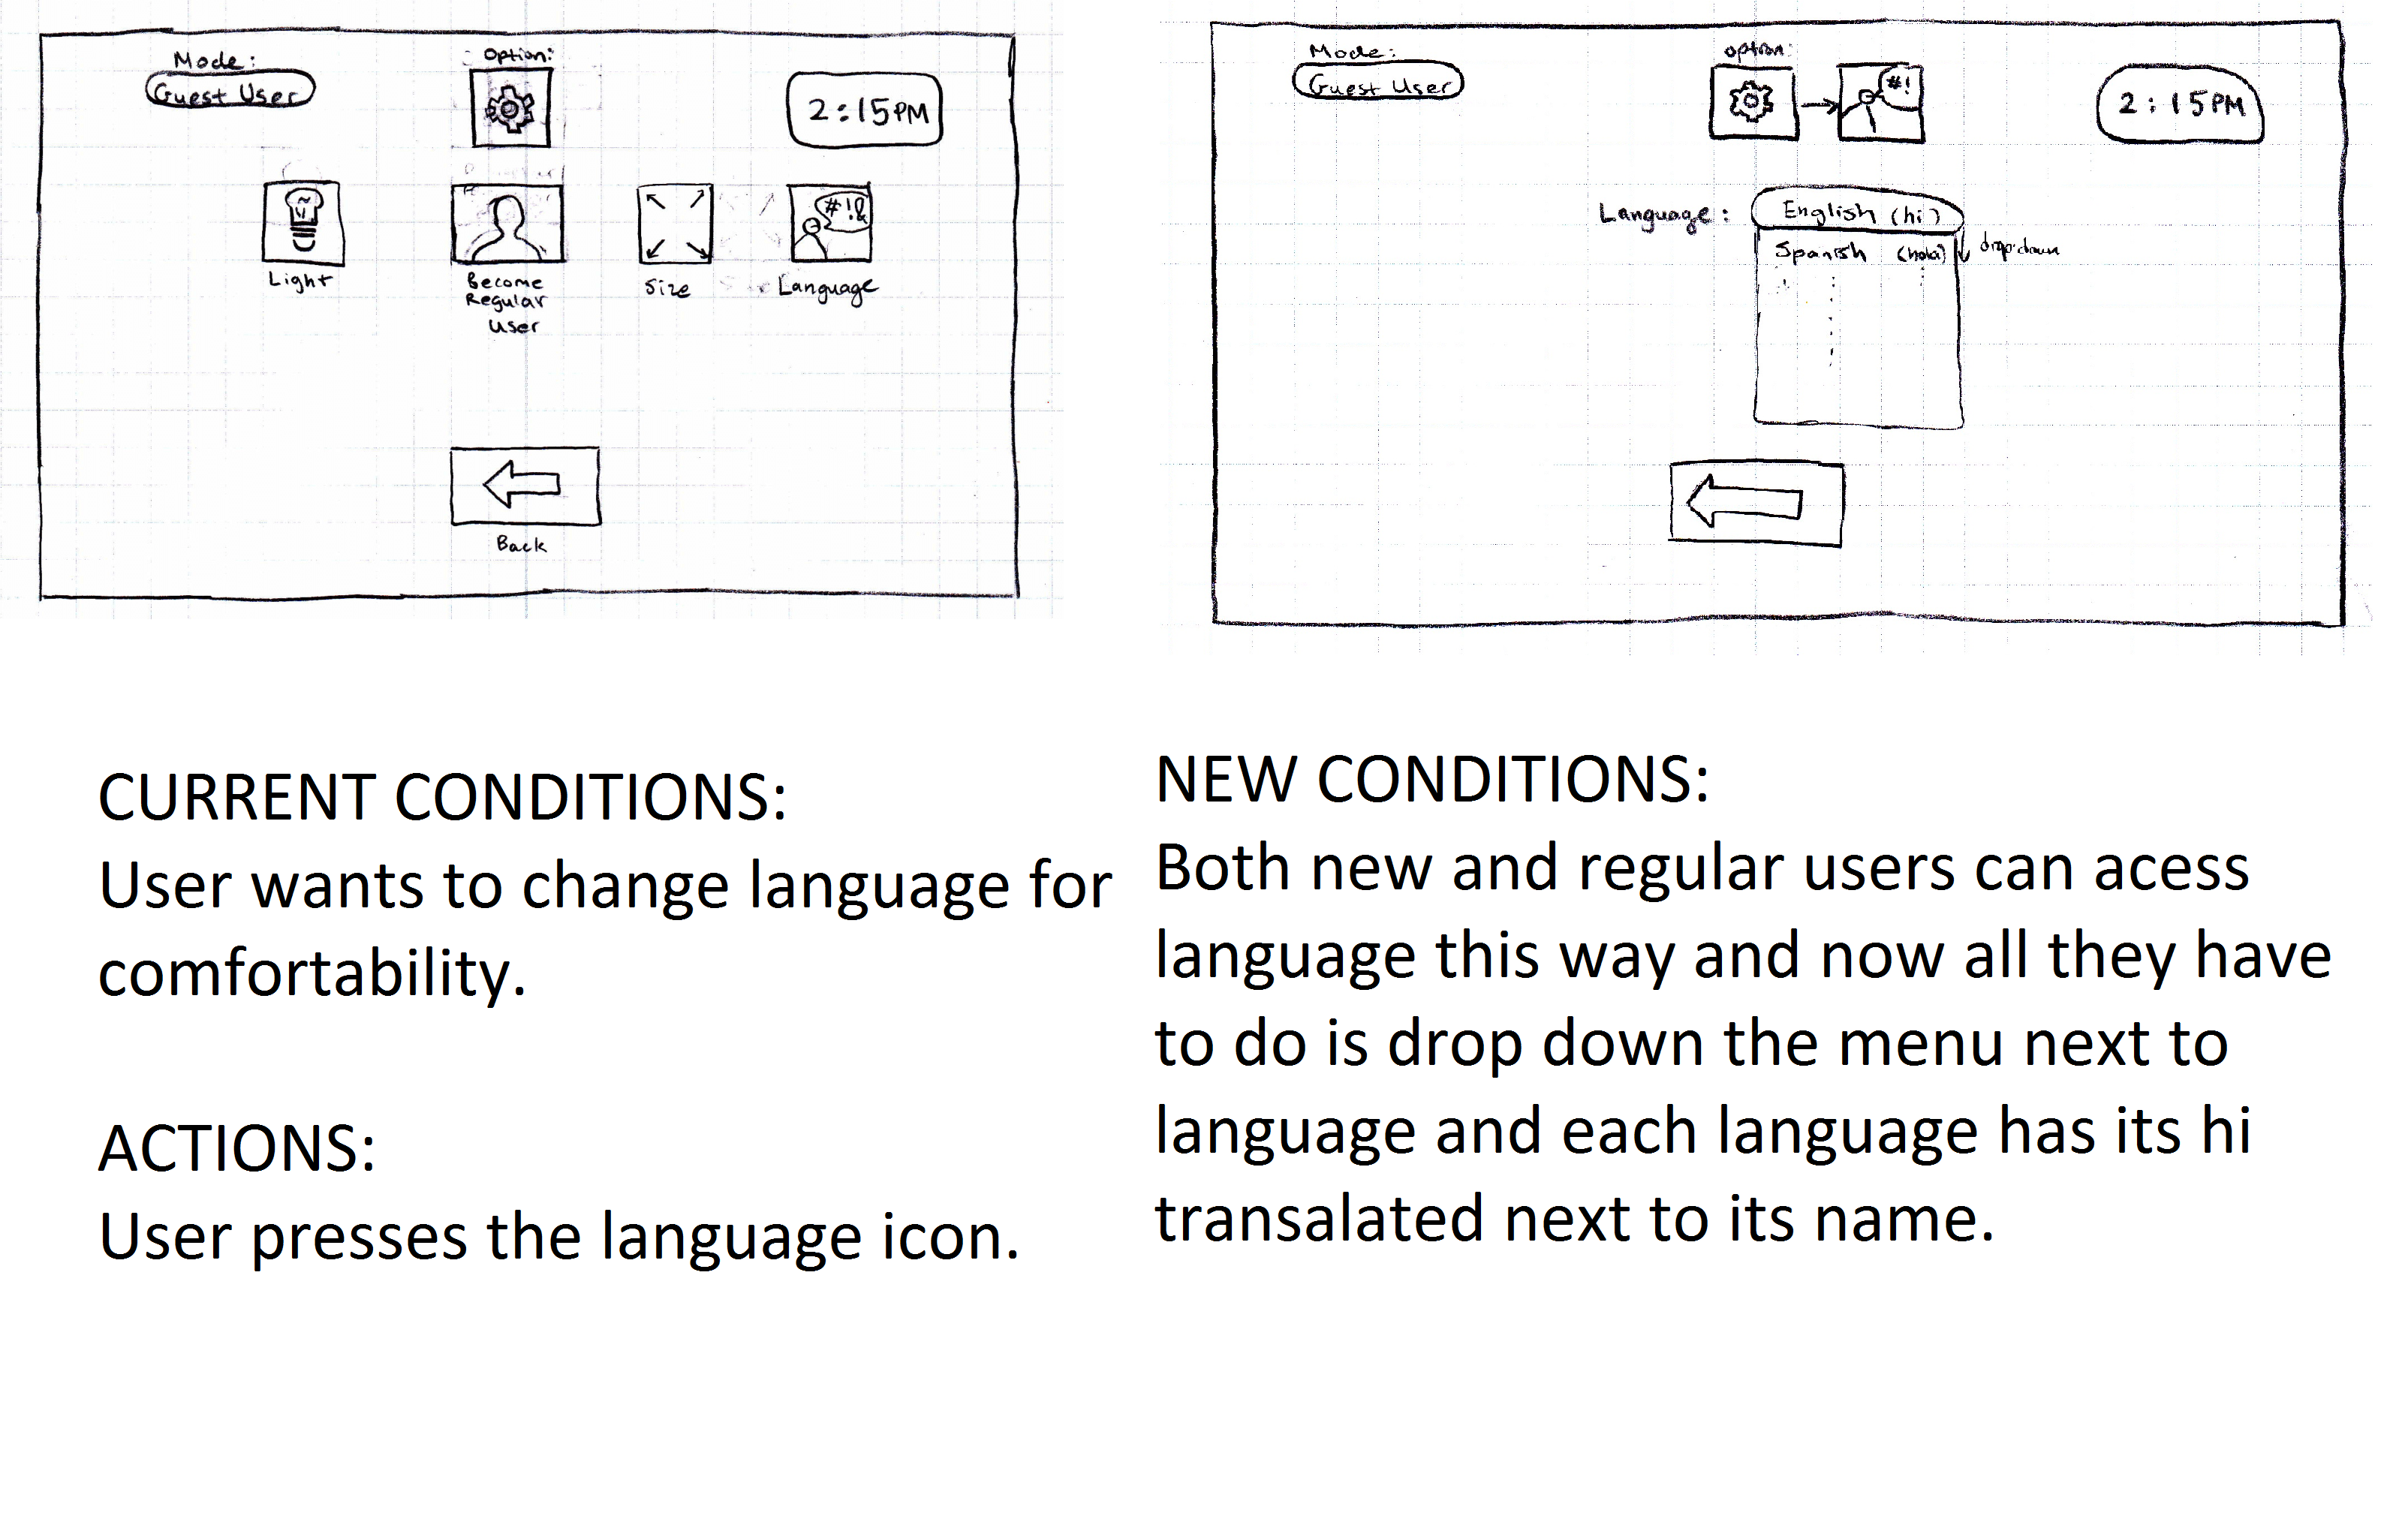 Mode:
Guest User
Option:
2:15PM
Light
Become
Regular
User
Size
#!&
Language
Back
Mode:
Guest User
option:
#!
2:15PM
Language:
English (hi)
Spanish (hola)
drop down
CURRENT CONDITIONS:
User wants to change language for
comfortability.
ACTIONS:
User presses the language icon.
NEW CONDITIONS:
Both new and regular users can acess
language this way and now all they have
to do is drop down the menu next to
language and each language has its hi
transalated next to its name.